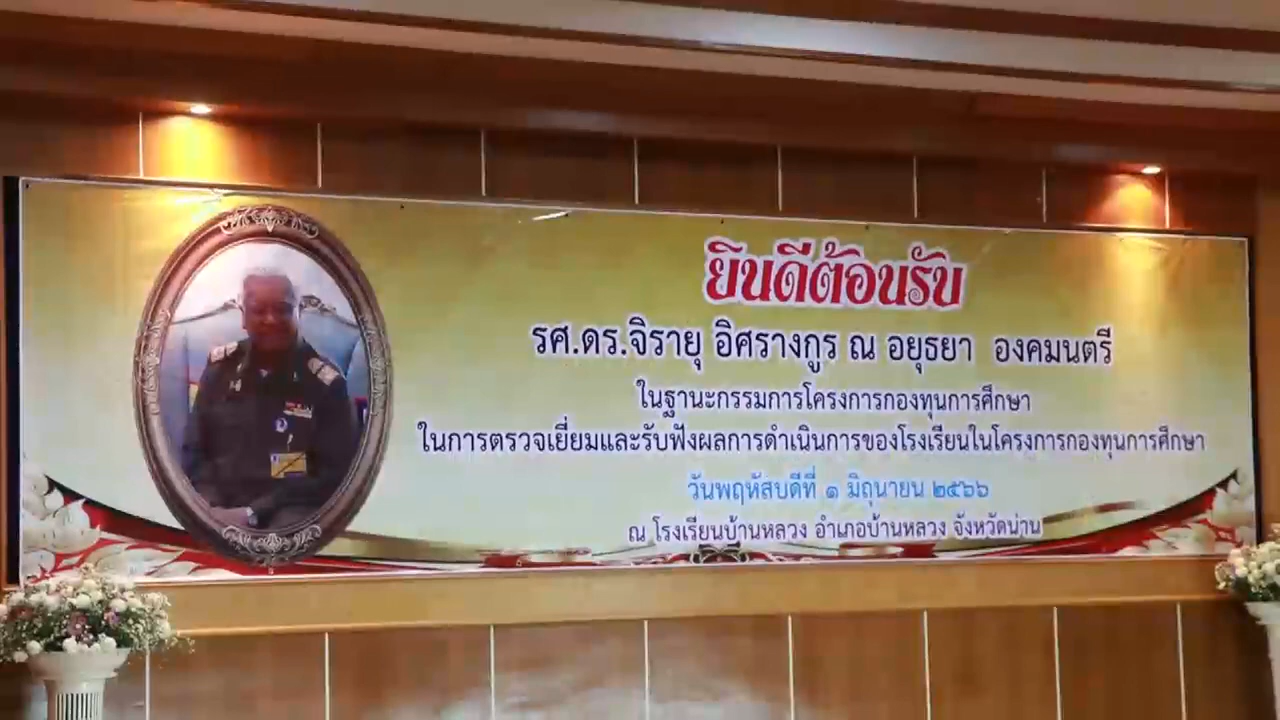 ยินดีต้อนรับ
รศ.ดร.จิรายุ อิศรางกูร ณ อยุธยา องคมนตรี
ในฐานะกรรมการโครงการกองทุนการศึกษา
ในการตรวจเยี่ยมและรับฟังผลการดำเนินการของโรงเรียนในโครงการกองทุนการศึกษา
วันพฤหัสบดีที่ ๑ มิถุนายน ๒๕๖๖
ณ โรงเรียนบ้านหลวง อำเภอบ้านหลวง จังหวัดน่าน